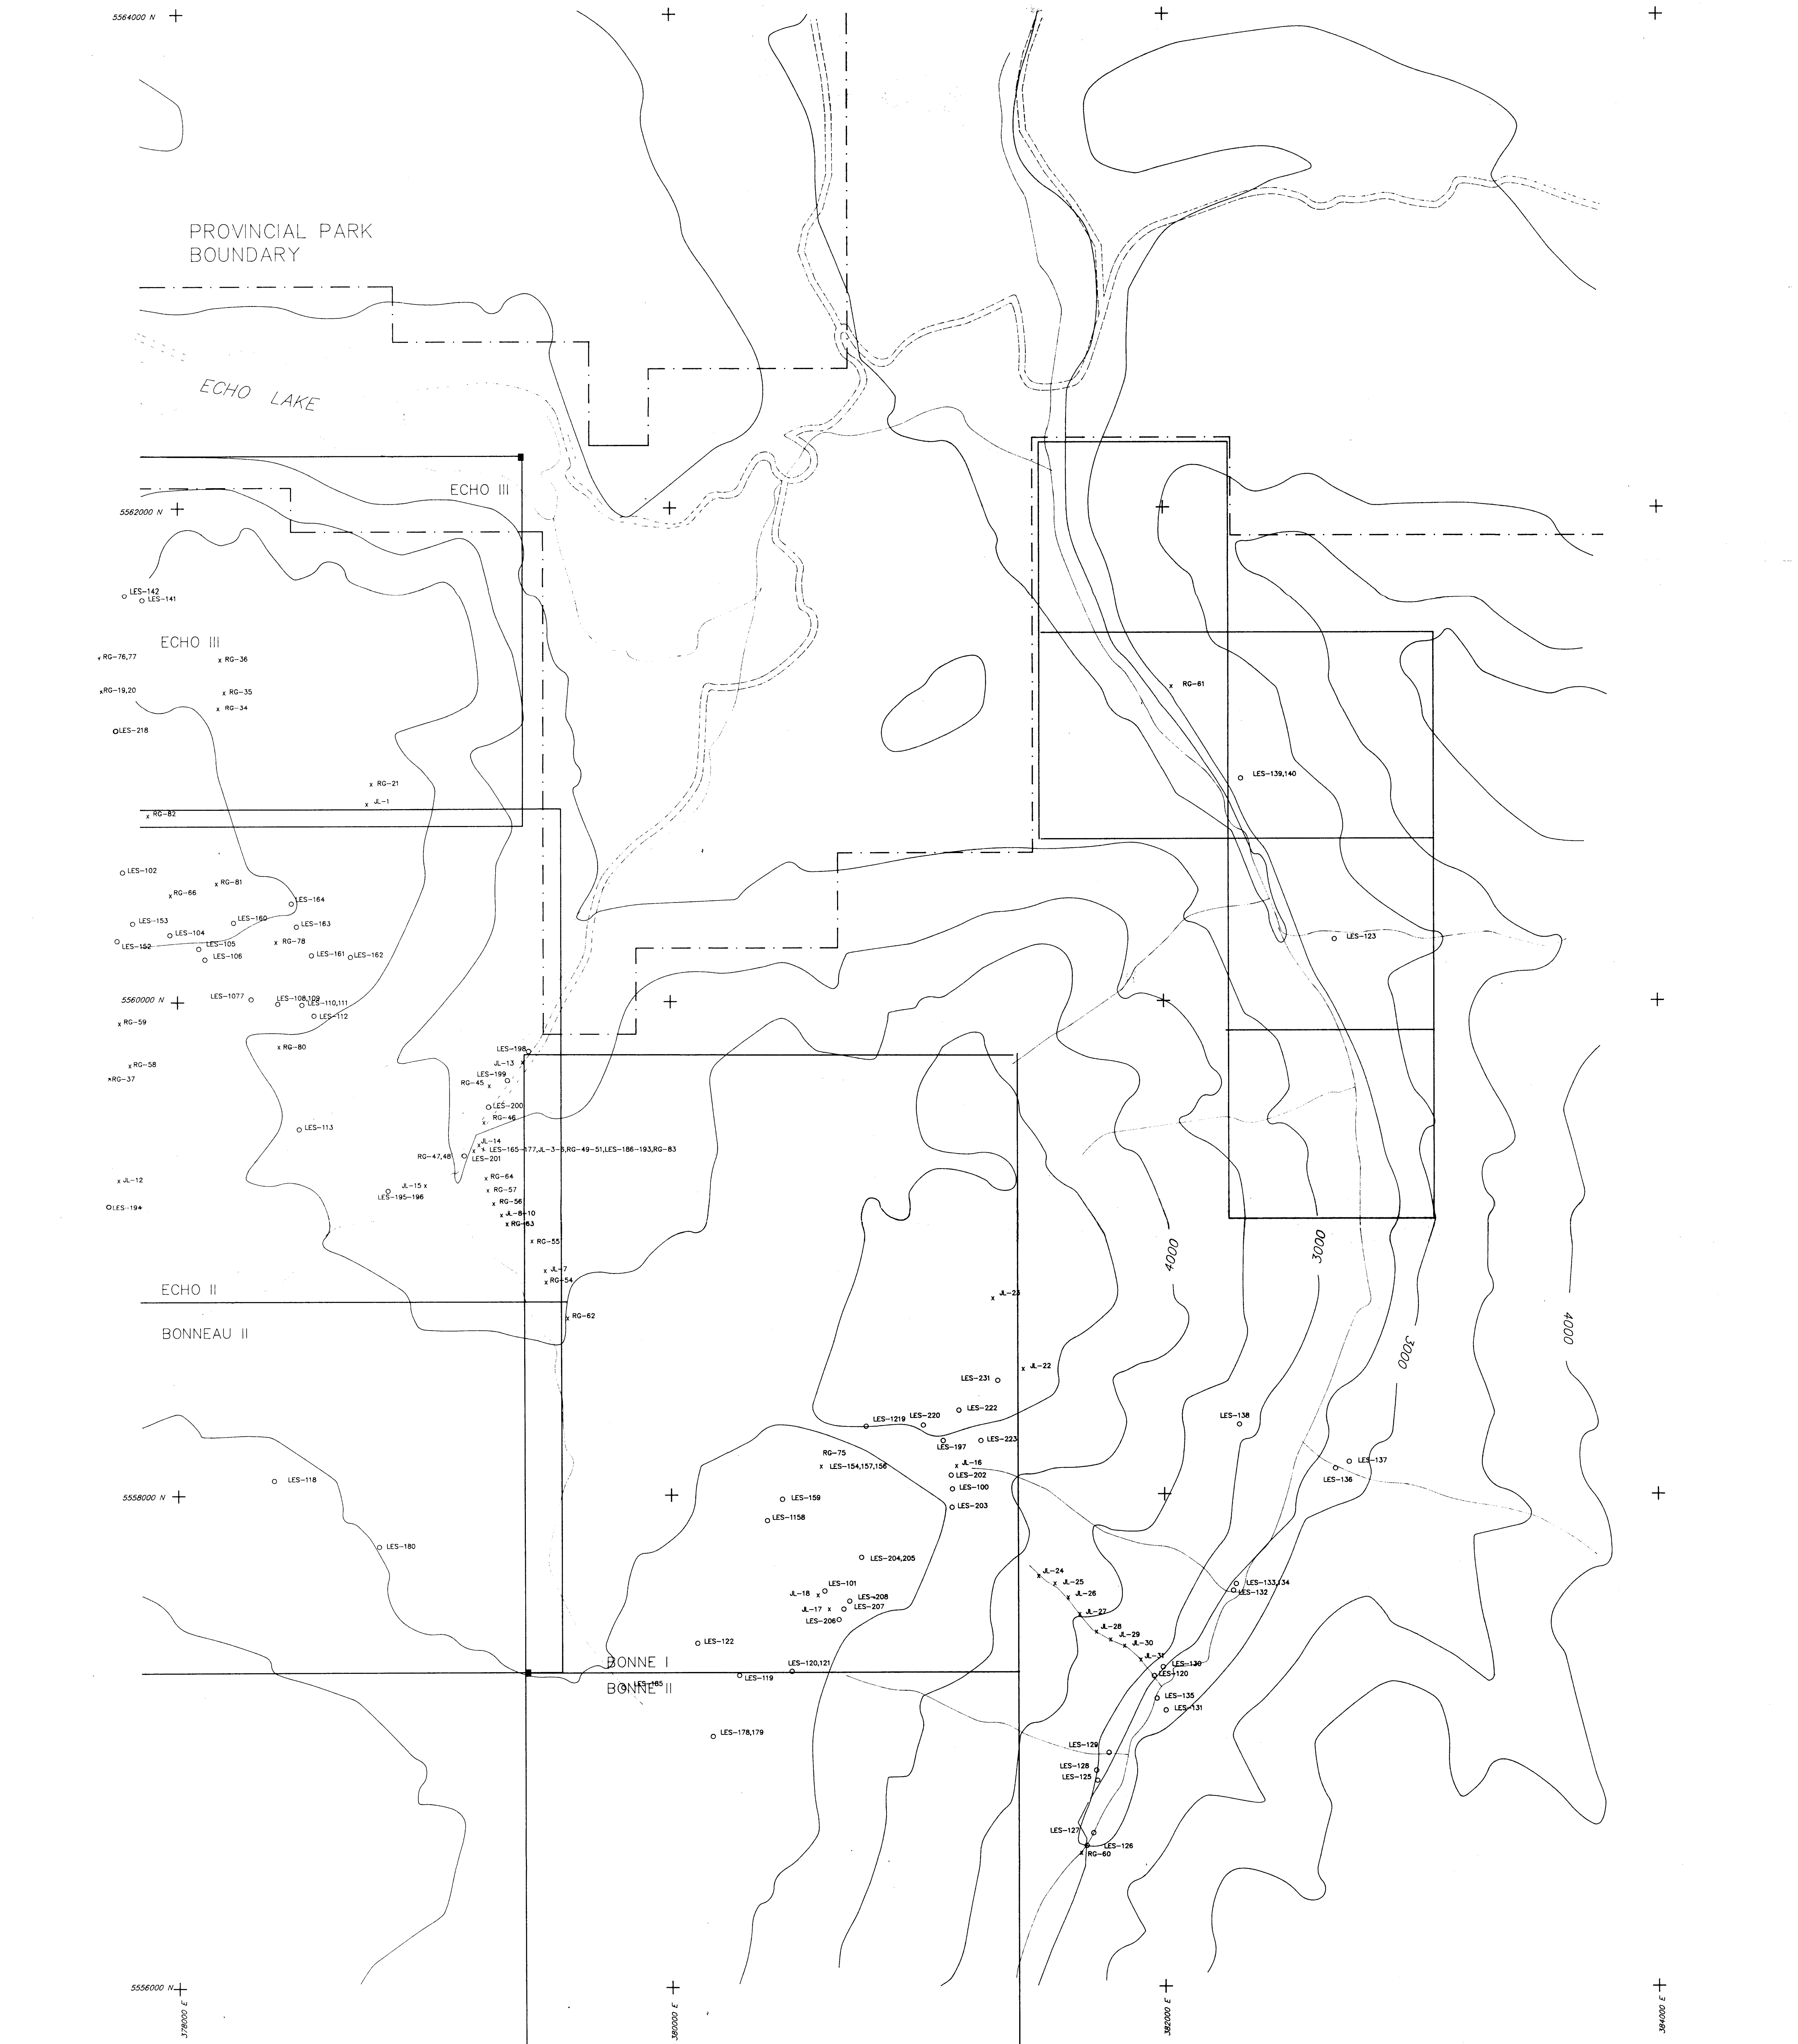 5564000 N
PROVINCIAL PARK
BOUNDARY
ECHO LAKE
ECHO III
5562000 N
LES-142
LES-141
ECHO III
RG-76,77
RG-36
RG-19,20
RG-35
RG-34
RG-61
LES-218
LES-139,140
RG-21
JL-1
RG-82
LES-102
RG-81
RG-66
LES-164
LES-153
LES-160
LES-163
LES-104
LES-152
LES-105
RG-78
LES-123
LES-106
LES-161
LES-162
5560000 N
LES-1077
LES-108,109
LES-110,111
LES-112
RG-59
RG-80
LES-198
RG-58
JL-13
RG-37
LES-199
RG-45
LES-200
RG-46
LES-113
JL-14
LES-165-177,JL-3-6,RG-49-51,LES-186-193,RG-83
RG-47,48
LES-201
JL-12
RG-64
JL-15
RG-57
LES-195-196
LES-194
RG-56
JL-8-10
RG-63
RG-55
4000
3000
JL-7
RG-54
ECHO II
JL-23
RG-62
BONNEAU II
4000
3000
JL-22
LES-231
LES-222
LES-1219
LES-220
LES-138
LES-197
LES-223
RG-75
LES-154,157,156
JL-16
LES-137
LES-136
LES-202
LES-118
LES-100
5558000 N
LES-159
LES-203
LES-1158
LES-180
LES-204,205
JL-24
JL-25
LES-133,134
LES-132
LES-101
JL-18
JL-26
LES-208
JL-17
LES-207
LES-206
JL-27
JL-28
JL-29
JL-30
LES-122
JL-31
BONNE I
LES-120,121
LES-130
LES-119
LES-120
BONNE II
LES-185
LES-135
LES-131
LES-178,179
LES-129
LES-128
LES-125
LES-127
LES-126
RG-60
5556000 N
378000 E
380000 E
382000 E
384000 E